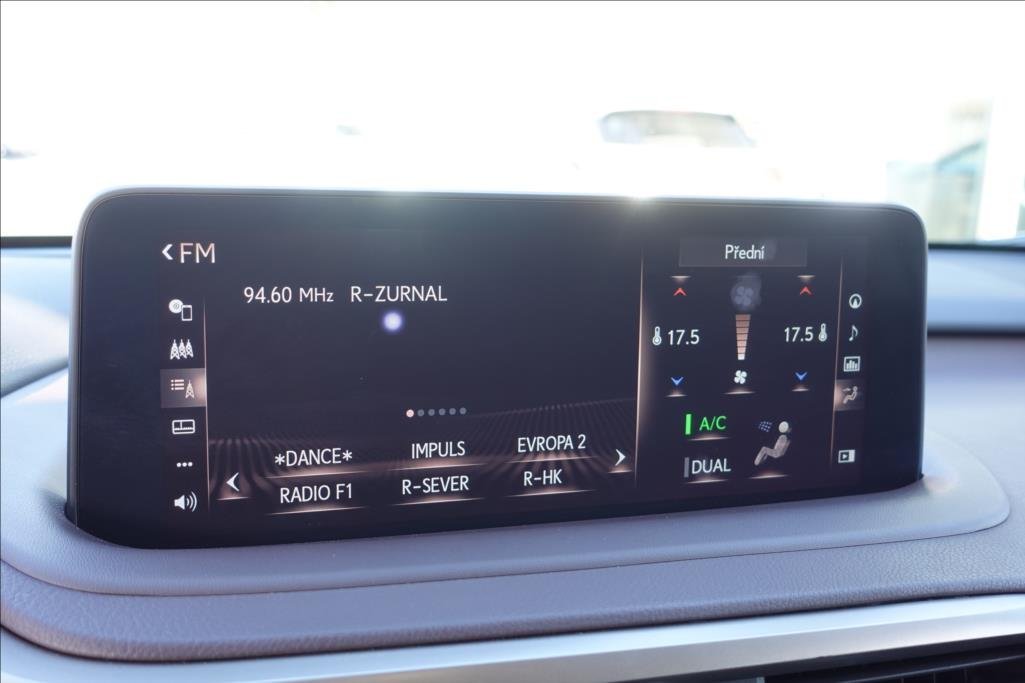 FM
94.60 MHz R-ZURNAL
*DANCE* IMPULS EVROPA 2
RADIO F1 R-SEVER R-HK
Přední
17.5 17.5
A/C
DUAL